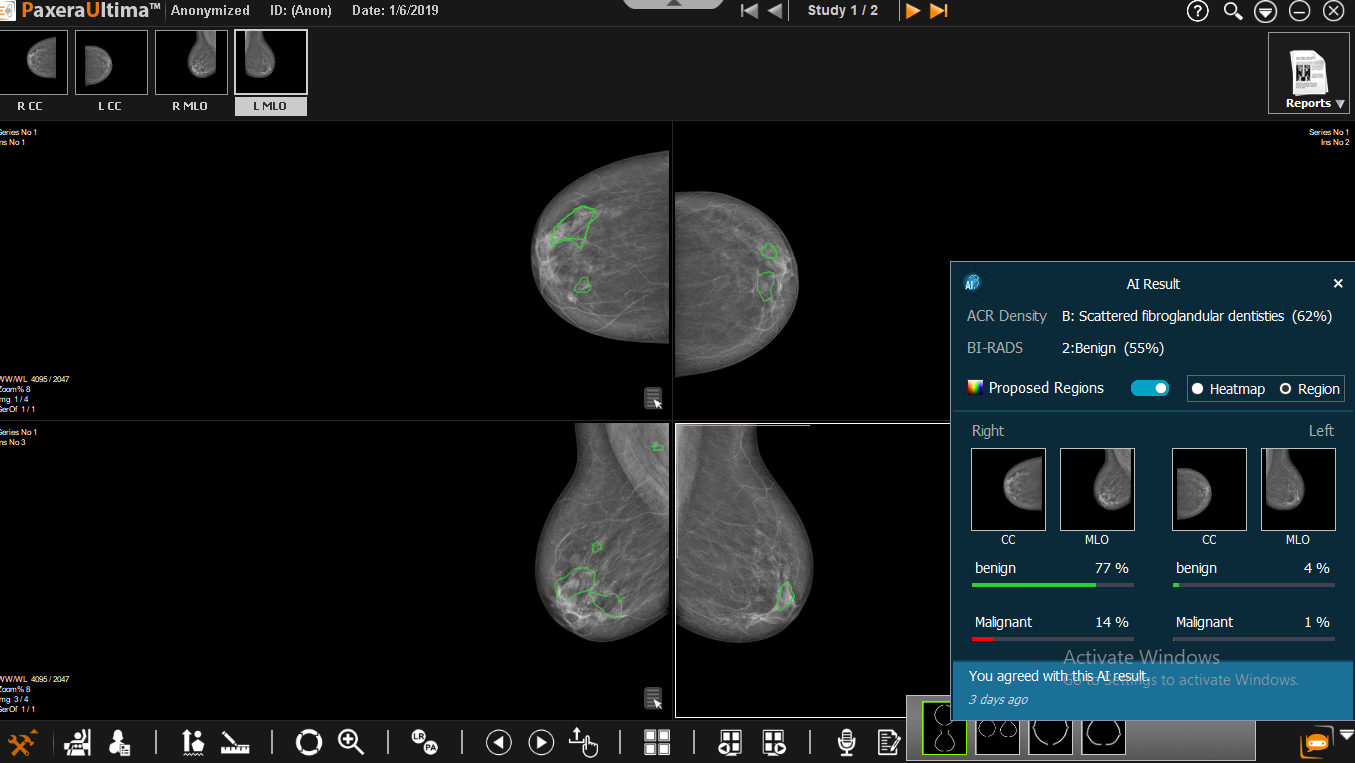 PaxeraUltima™ Anonymized ID: (Anon) Date: 1/6/2019 Study 1 / 2
R CC L CC R MLO L MLO
Reports
Series No 1
Ins No 1
Series No 1
Ins No 2
WW/WL 4095 / 2047
Zoom% 8
Img 1 / 4
SerOf 1 / 1
Series No 1
Ins No 3
WW/WL 4095 / 2047
Zoom% 8
Img 3 / 4
SerOf 1 / 1
AI
AI Result
ACR Density B: Scattered fibroglandular dentisties (62%)
BI-RADS 2:Benign (55%)
Proposed Regions Heatmap Region
Right Left
CC MLO CC MLO
benign 77 % benign 4 %
Malignant 14 % Malignant 1 %
Activate Windows
You agreed with this AI result.
Go to Settings to activate Windows.
3 days ago
LR
PA